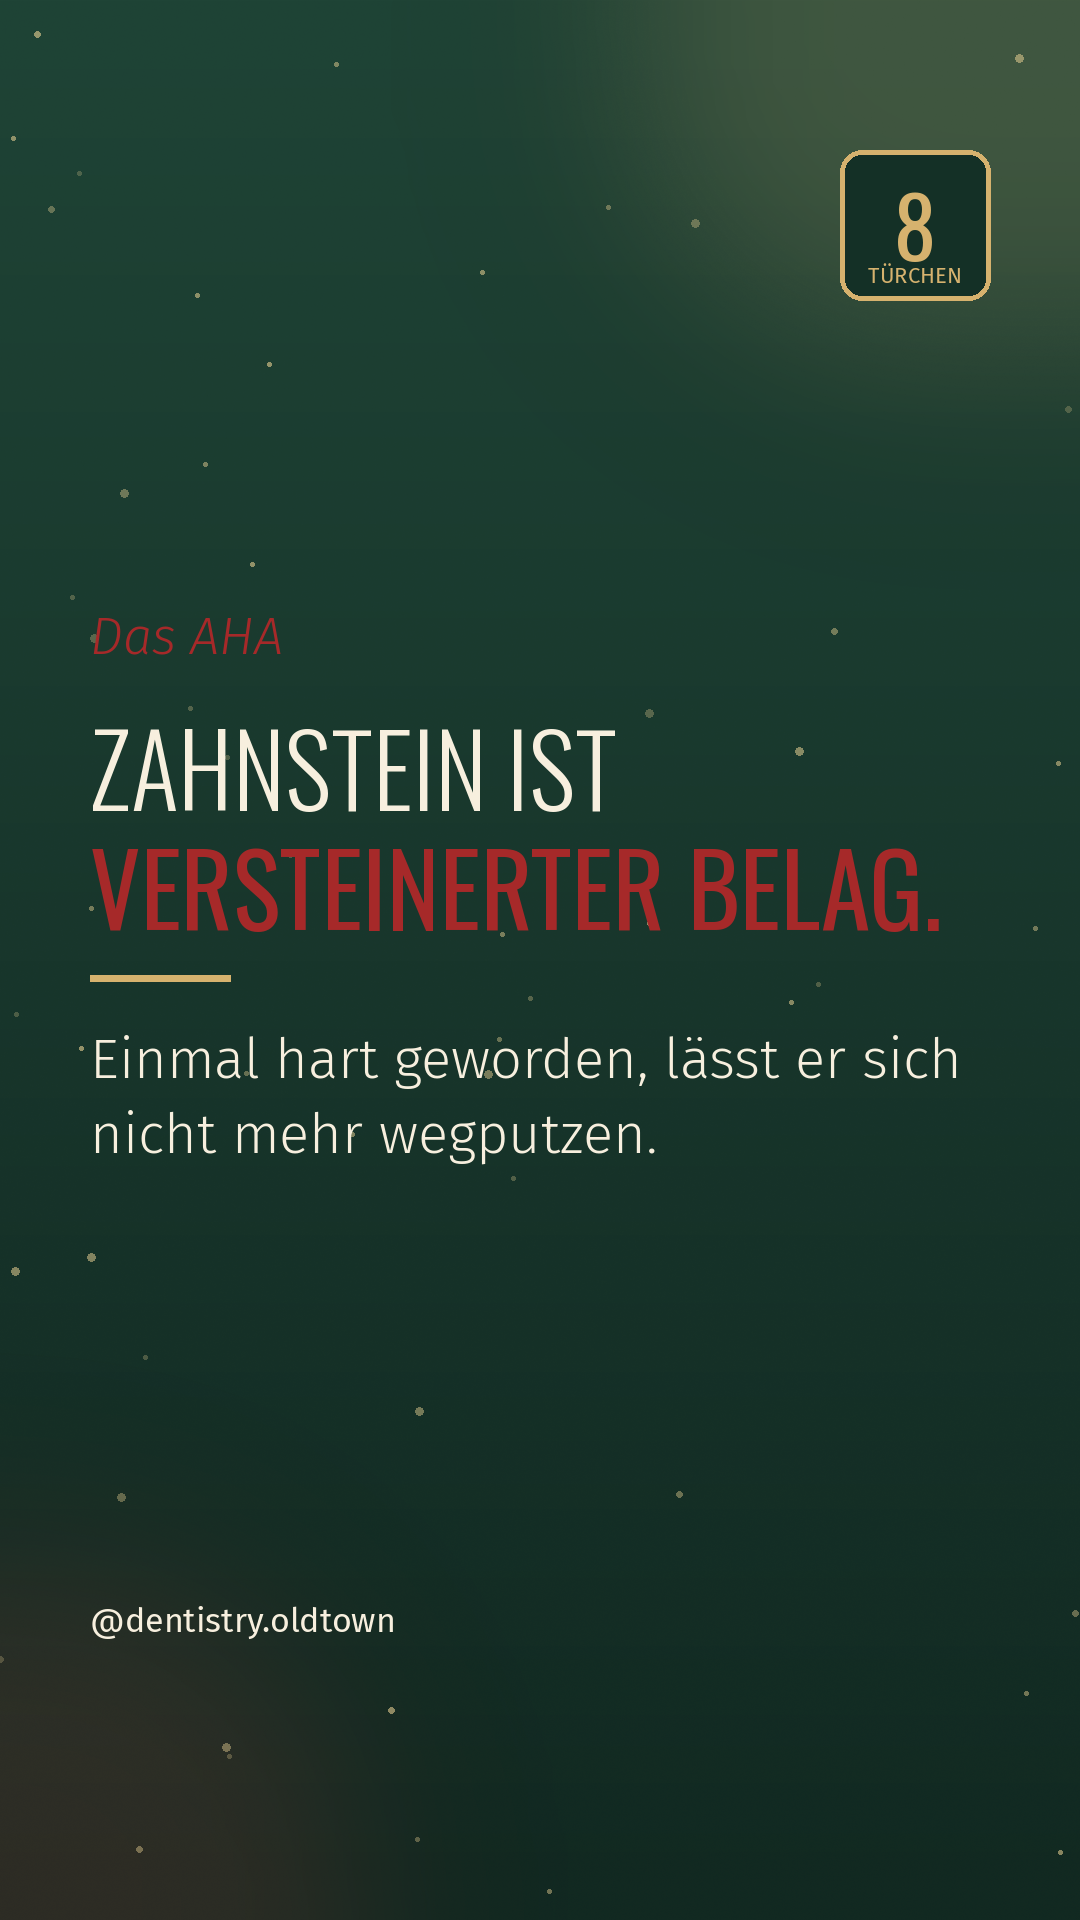 8
TÜRCHEN
Das AHA
ZAHNSTEIN IST
VERSTEINERTER BELAG.
Einmal hart geworden, lässt er sich
nicht mehr wegputzen.
@dentistry.oldtown